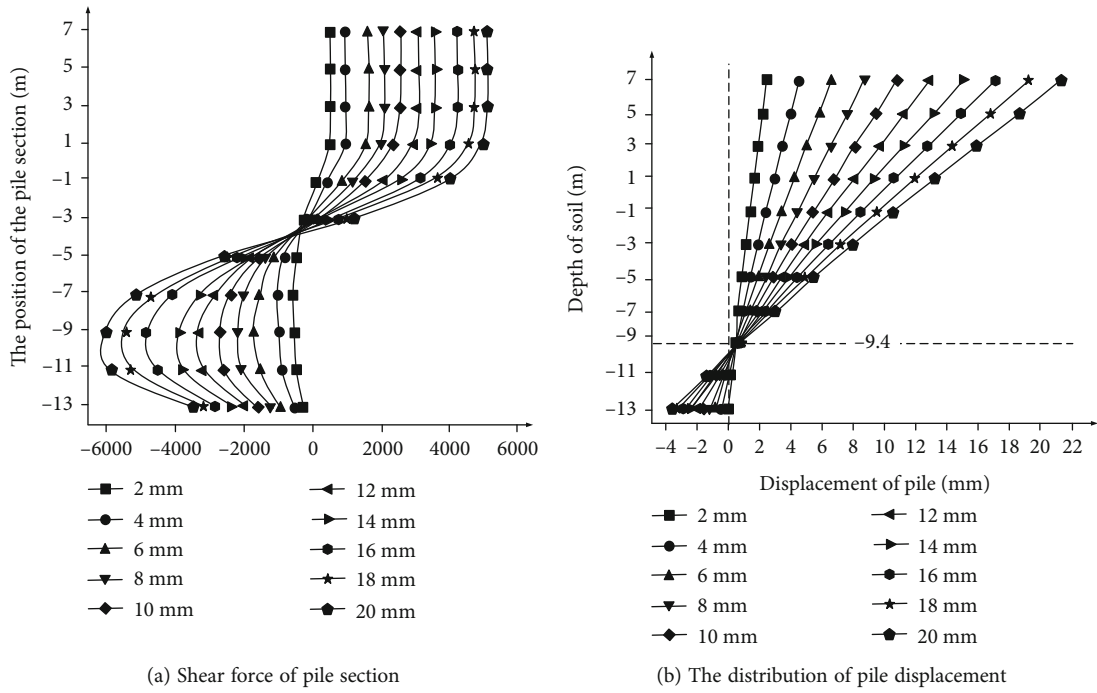 The position of the pile section (m)
7
5
3
1
−1
−3
−5
−7
−9
−11
−13
−6000 −4000 −2000 0 2000 4000 6000
2 mm 12 mm
4 mm 14 mm
6 mm 16 mm
8 mm 18 mm
10 mm 20 mm
(a) Shear force of pile section
Depth of soil (m)
7
5
3
1
−1
−3
−5
−7
−9
−9.4
−11
−13
−4 −2 0 2 4 6 8 10 12 14 16 18 20 22
Displacement of pile (mm)
2 mm 12 mm
4 mm 14 mm
6 mm 16 mm
8 mm 18 mm
10 mm 20 mm
(b) The distribution of pile displacement